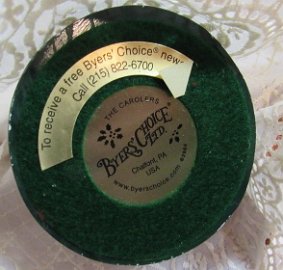 To receive a free Byers' Choice® new
Call (215) 822-6700
THE CAROLERS
BYERS' CHOICE
LTD.
Chalfont, PA
USA
www.byerschoice.com